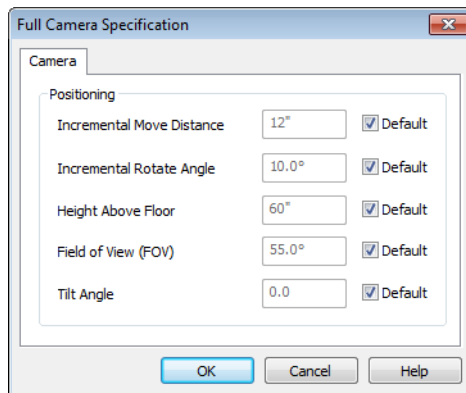 Full Camera Specification
Camera
Positioning
Incremental Move Distance 12" Default
Incremental Rotate Angle 10.0° Default
Height Above Floor 60" Default
Field of View (FOV) 55.0° Default
Tilt Angle 0.0 Default
OK Cancel Help